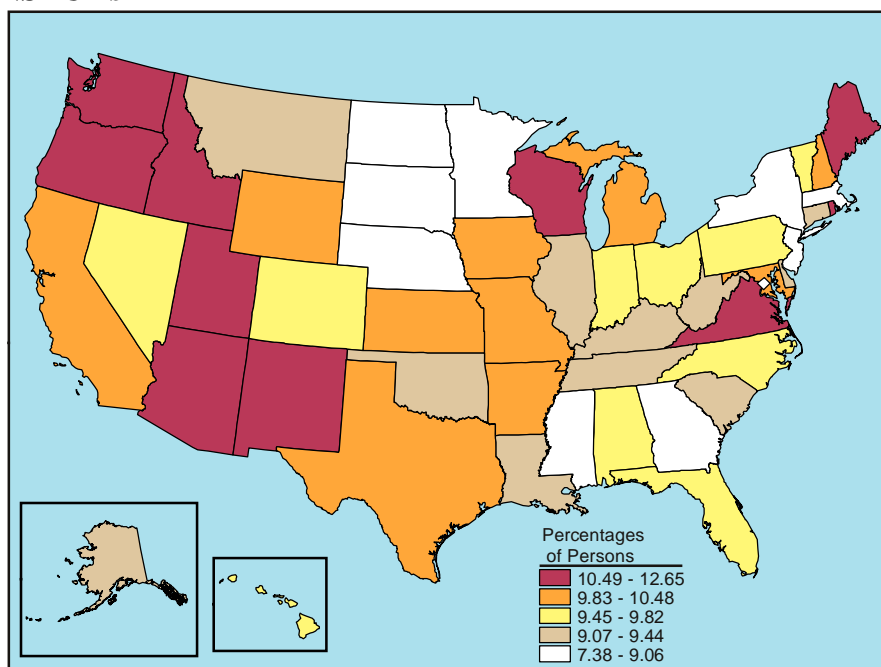 Percentages
of Persons
10.49 - 12.65
9.83 - 10.48
9.45 - 9.82
9.07 - 9.44
7.38 - 9.06